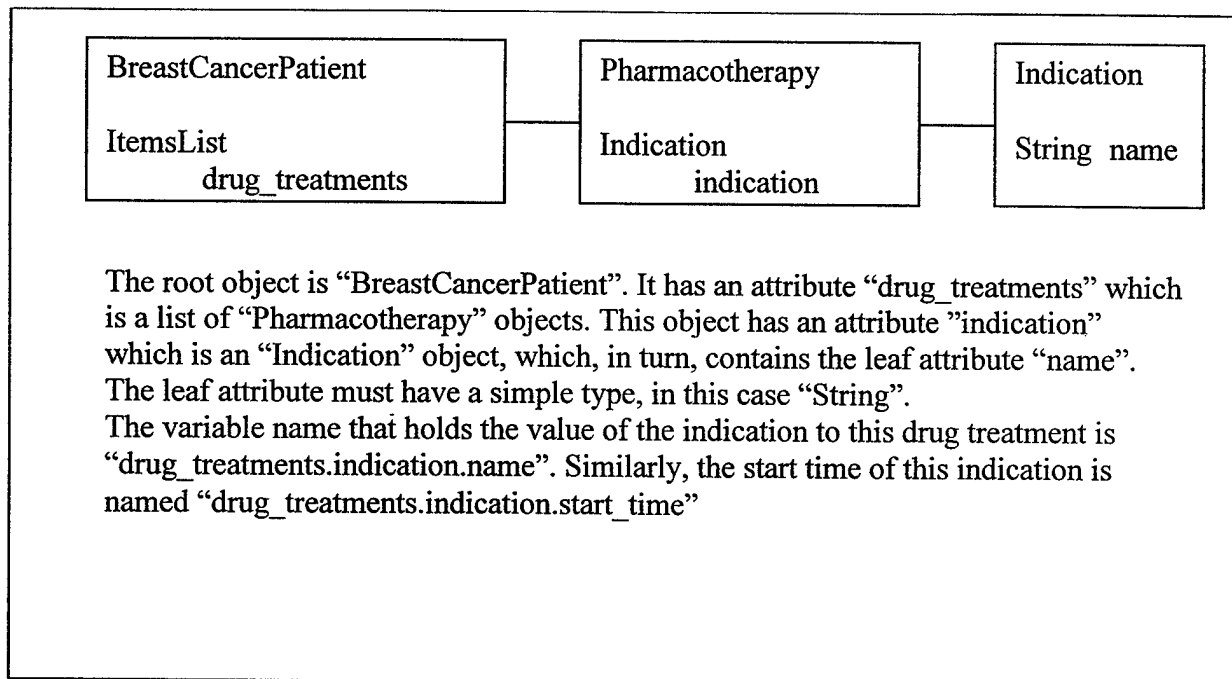 BreastCancerPatient
ItemsList
drug_treatments
Pharmacotherapy
Indication
indication
Indication
String name
The root object is “BreastCancerPatient”. It has an attribute “drug_treatments” which
is a list of “Pharmacotherapy” objects. This object has an attribute ”indication”
which is an “Indication” object, which, in turn, contains the leaf attribute “name”.
The leaf attribute must have a simple type, in this case “String”.
The variable name that holds the value of the indication to this drug treatment is
“drug_treatments.indication.name”. Similarly, the start time of this indication is
named “drug_treatments.indication.start_time”